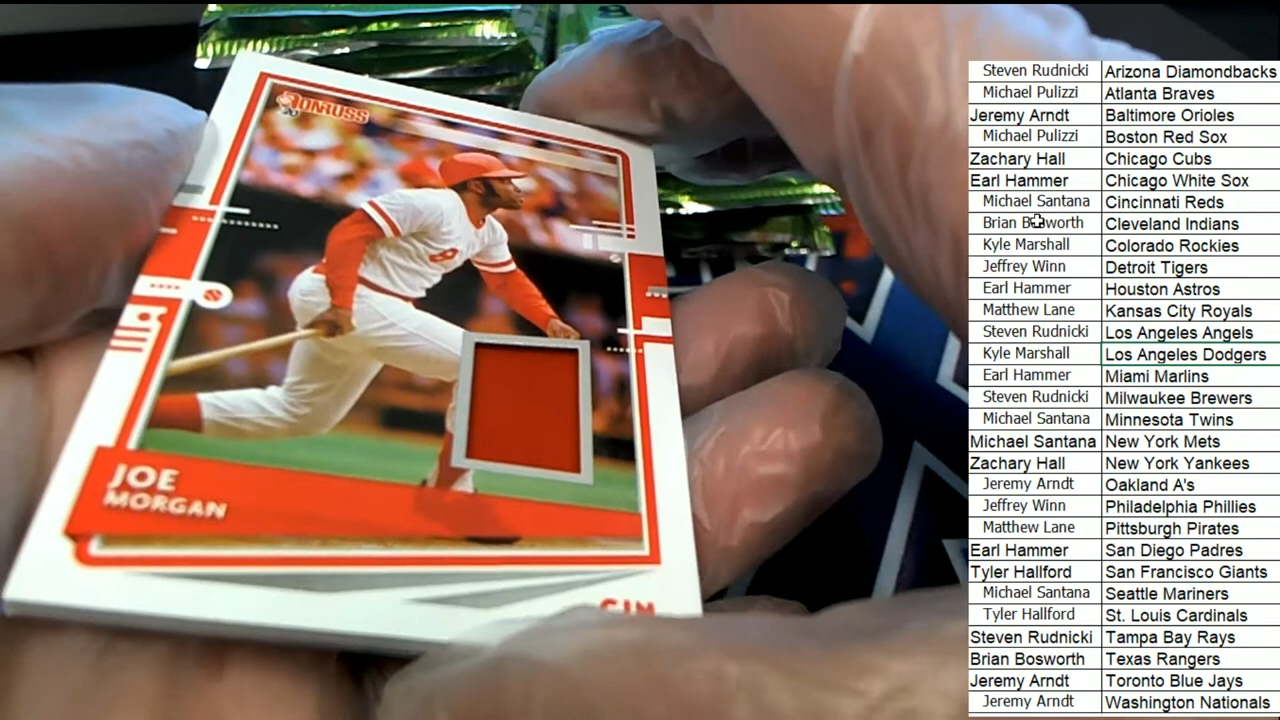 DONRUSS
JOE
MORGAN
CIN
Steven Rudnicki Arizona Diamondbacks
Michael Pulizzi Atlanta Braves
Jeremy Arndt Baltimore Orioles
Michael Pulizzi Boston Red Sox
Zachary Hall Chicago Cubs
Earl Hammer Chicago White Sox
Michael Santana Cincinnati Reds
Brian Bosworth Cleveland Indians
Kyle Marshall Colorado Rockies
Jeffrey Winn Detroit Tigers
Earl Hammer Houston Astros
Matthew Lane Kansas City Royals
Steven Rudnicki Los Angeles Angels
Kyle Marshall Los Angeles Dodgers
Earl Hammer Miami Marlins
Steven Rudnicki Milwaukee Brewers
Michael Santana Minnesota Twins
Michael Santana New York Mets
Zachary Hall New York Yankees
Jeremy Arndt Oakland A's
Jeffrey Winn Philadelphia Phillies
Matthew Lane Pittsburgh Pirates
Earl Hammer San Diego Padres
Tyler Hallford San Francisco Giants
Michael Santana Seattle Mariners
Tyler Hallford St. Louis Cardinals
Steven Rudnicki Tampa Bay Rays
Brian Bosworth Texas Rangers
Jeremy Arndt Toronto Blue Jays
Jeremy Arndt Washington Nationals